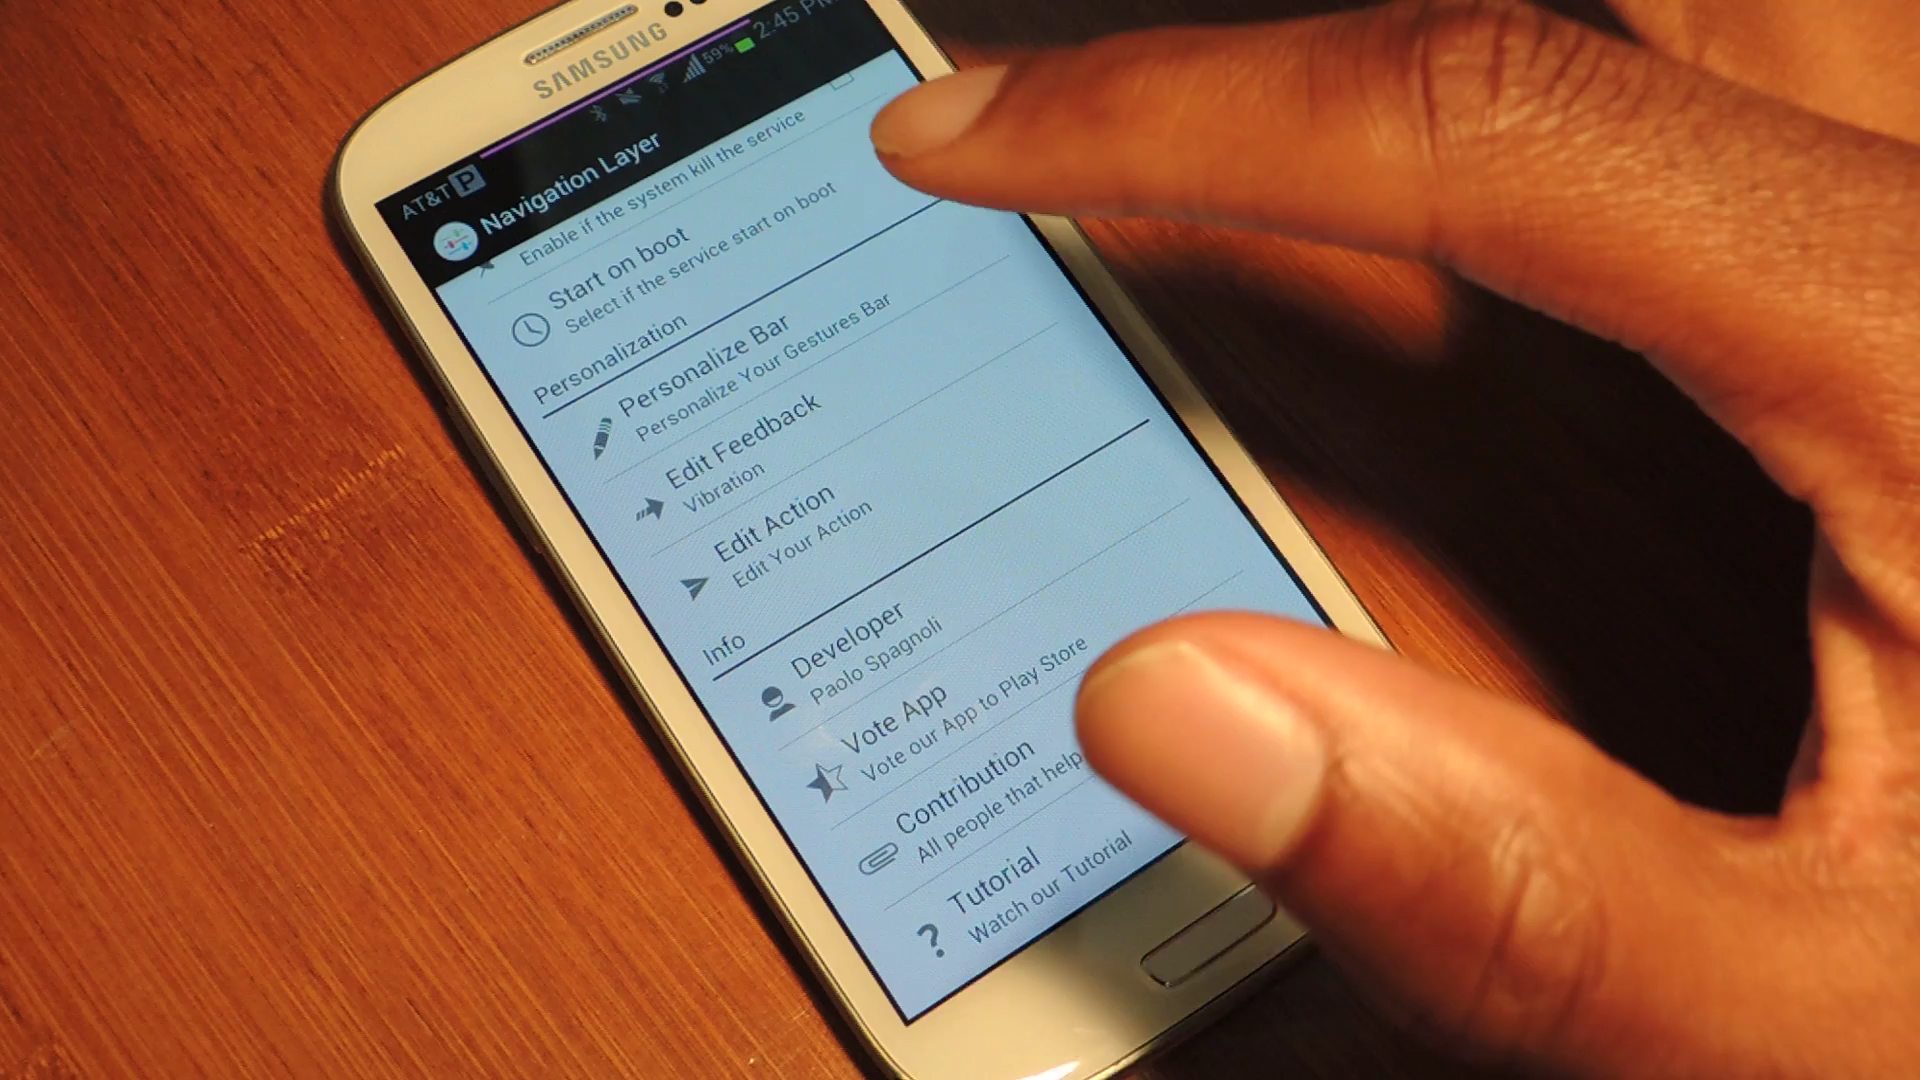 SAMSUNG
AT&T P 59% 2:45 PM
Navigation Layer
Enable if the system kill the service
Start on boot
Select if the service start on boot
Personalization
Personalize Bar
Personalize Your Gestures Bar
Edit Feedback
Vibration
Edit Action
Edit Your Action
Info
Developer
Paolo Spagnoli
Vote App
Vote our App to Play Store
Contribution
All people that help
Tutorial
Watch our Tutorial